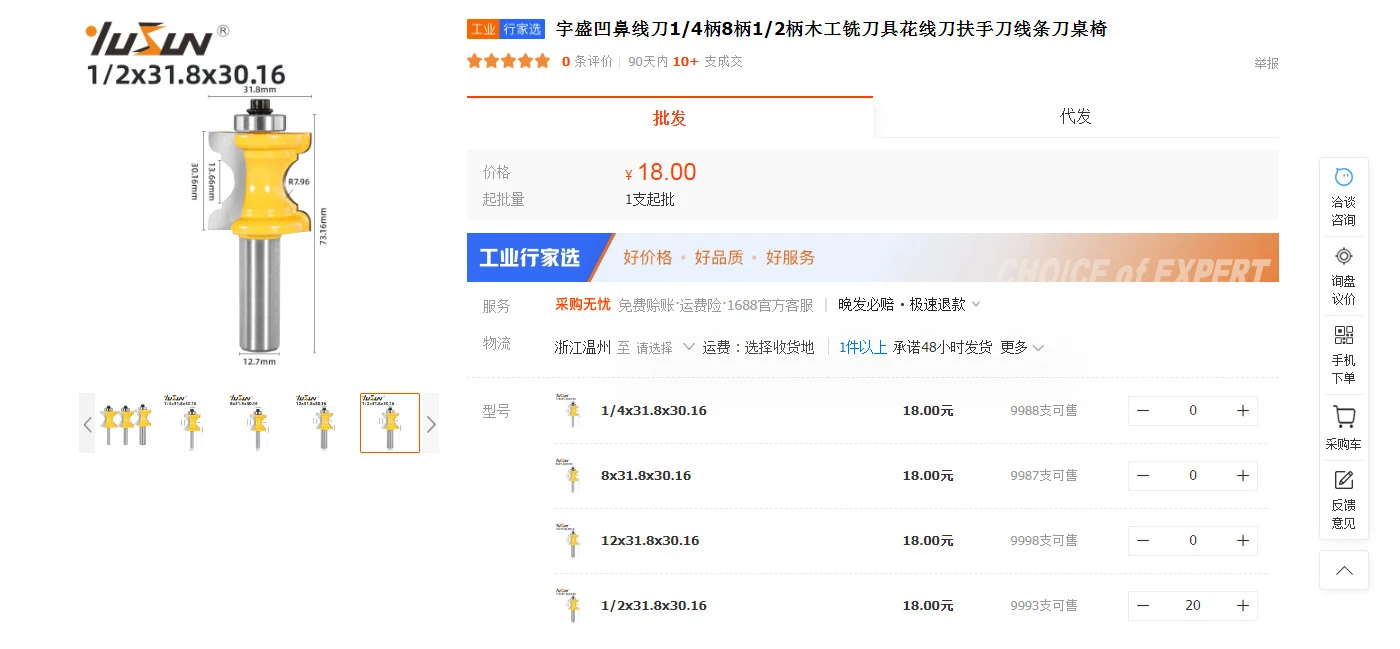 YUSUN®
1/2x31.8x30.16
31.8mm
30.16mm
13.66mm
R7.96
73.16mm
12.7mm
工业 行家选 宇盛凹鼻线刀1/4柄8柄1/2柄木工铣刀具花线刀扶手刀线条刀桌椅
0 条评价 90天内 10+ 支成交
举报
批发
代发
价格 ¥ 18.00
起批量 1支起批
工业行家选 好价格 • 好品质 • 好服务 CHOICE of EXPERT
服务 采购无忧 免费赊账·运费险·1688官方客服 晚发必赔・极速退款
物流 浙江温州 至 请选择 运费：选择收货地 1件以上 承诺48小时发货 更多
型号 1/4x31.8x30.16 18.00元 9988支可售 − 0 +
8x31.8x30.16 18.00元 9987支可售 − 0 +
12x31.8x30.16 18.00元 9998支可售 − 0 +
1/2x31.8x30.16 18.00元 9993支可售 − 20 +
洽谈
咨询
询盘
议价
手机
下单
采购车
反馈
意见